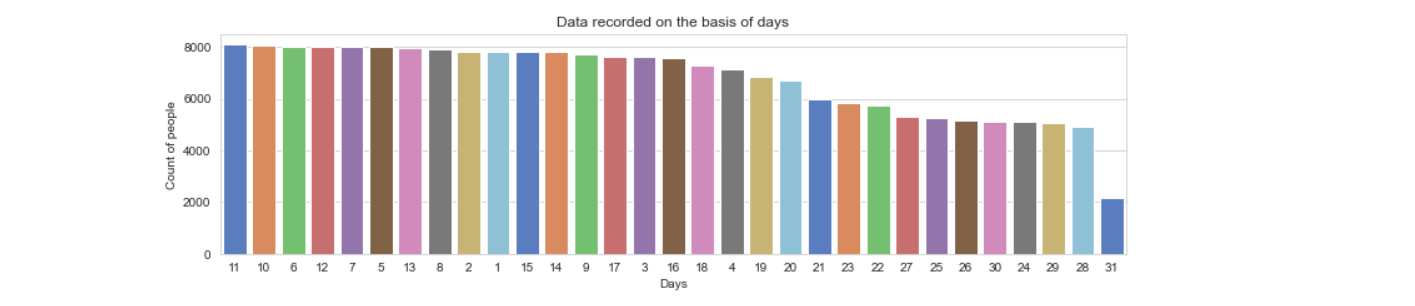 Data recorded on the basis of days
8000
6000
4000
2000
0
Count of people
11 10 6 12 7 5 13 8 2 1 15 14 9 17 3 16 18 4 19 20 21 23 22 27 25 26 30 24 29 28 31
Days